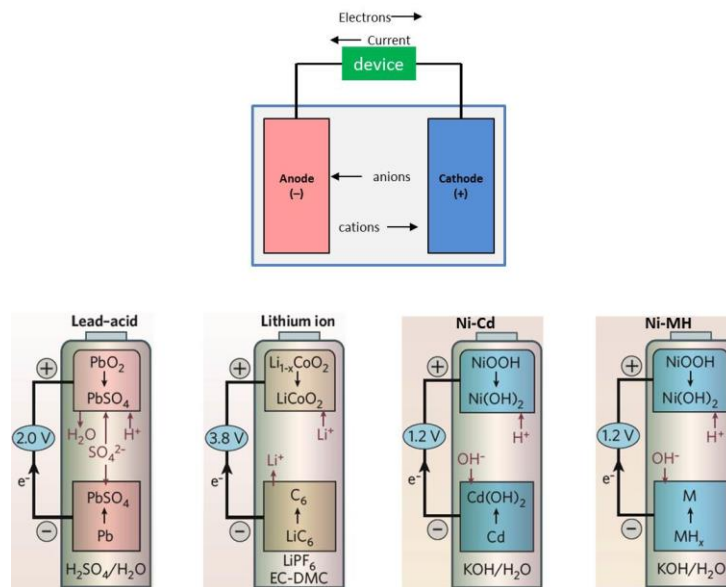 Electrons
Current
device
Anode
(–)
anions
cations
Cathode
(+)
Lead–acid
+
PbO2
PbSO4
H2O
H+
SO4^2-
2.0 V
e-
PbSO4
Pb
–
H2SO4/H2O
Lithium ion
+
Li1-xCoO2
LiCoO2
Li+
3.8 V
Li+
e-
C6
LiC6
–
LiPF6
EC-DMC
Ni-Cd
+
NiOOH
Ni(OH)2
H+
1.2 V
OH-
e-
Cd(OH)2
Cd
–
KOH/H2O
Ni-MH
+
NiOOH
Ni(OH)2
H+
1.2 V
OH-
e-
M
MHx
–
KOH/H2O